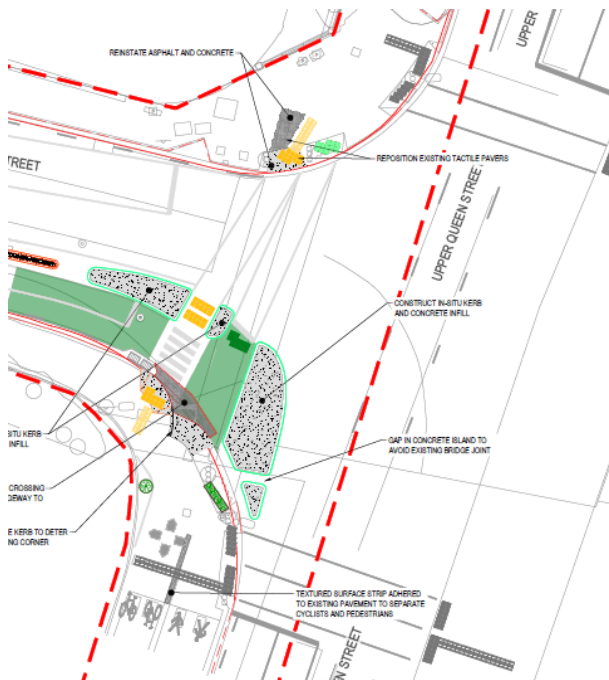 UPPER
REINSTATE ASPHALT AND CONCRETE
STREET
REPOSITION EXISTING TACTILE PAVERS
UPPER QUEEN STREET
CONSTRUCT IN-SITU KERB
AND CONCRETE INFILL
SITU KERB
INFILL
GAP IN CONCRETE ISLAND TO
AVOID EXISTING BRIDGE JOINT
CROSSING
GEWAY TO
E KERB TO DETER
NG CORNER
TEXTURED SURFACE STRIP ADHERED
TO EXISTING PAVEMENT TO SEPARATE
CYCLISTS AND PEDESTRIANS
EN STREET